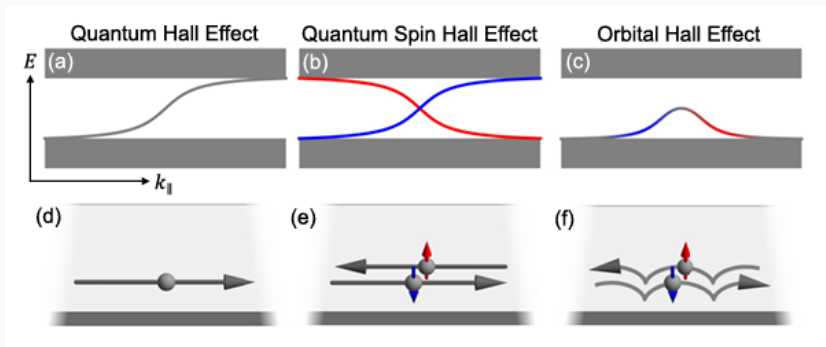 Quantum Hall Effect
Quantum Spin Hall Effect
Orbital Hall Effect
E
(a)
(b)
(c)
k∥
(d)
(e)
(f)